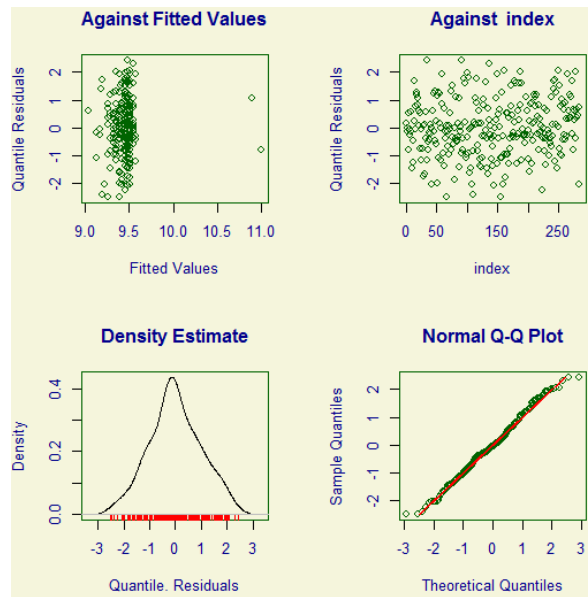 Against Fitted Values
Quantile Residuals
2
1
0
-1
-2
9.0 9.5 10.0 10.5 11.0
Fitted Values
Against index
Quantile Residuals
2
1
0
-1
-2
0 50 150 250
index
Density Estimate
Density
0.4
0.2
0.0
-3 -2 -1 0 1 2 3
Quantile. Residuals
Normal Q-Q Plot
Sample Quantiles
2
1
0
-1
-2
-3 -2 -1 0 1 2 3
Theoretical Quantiles